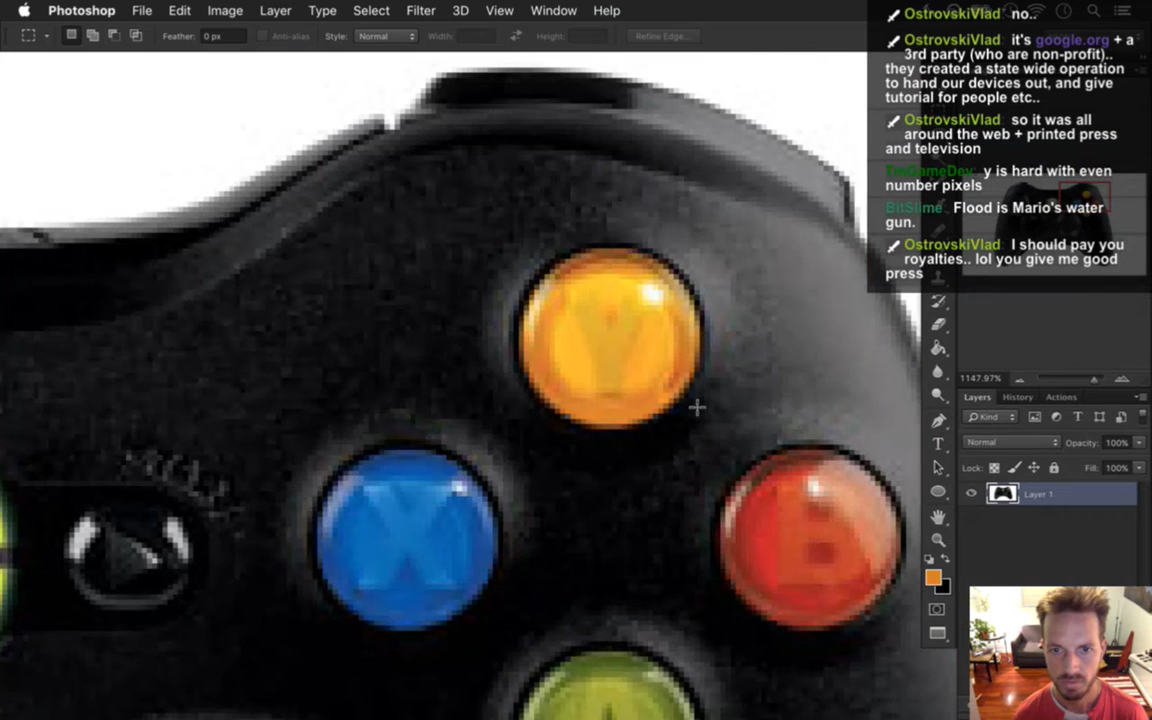 Photoshop File Edit Image Layer Type Select Filter 3D View Window Help
Feather: 0 px Anti-alias Style: Normal Width: Height: Refine Edge...
OstrovskiVlad no..
OstrovskiVlad it's google.org + a
3rd party (who are non-profit)..
they created a state wide operation
to hand our devices out, and give
tutorial for people etc..
OstrovskiVlad so it was all
around the web + printed press
and television
y is hard with even
number pixels
BitSlime Flood is Mario's water
gun.
OstrovskiVlad I should pay you
royalties.. lol you give me good
press
Y
X
B
1147.97%
Layers History Actions
Kind
Normal Opacity: 100%
Lock: Fill: 100%
Layer 1